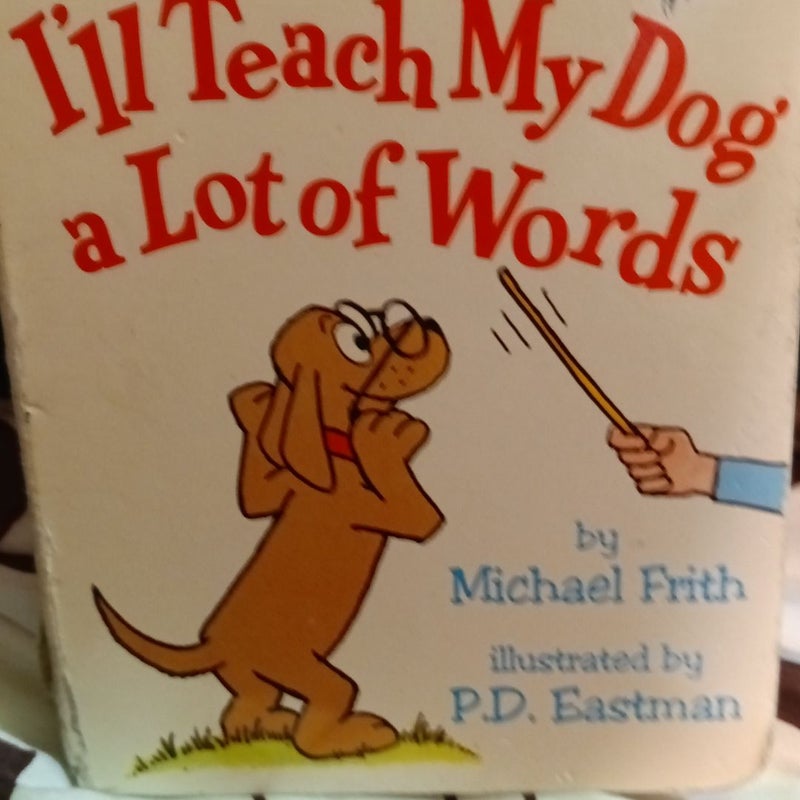 I'll Teach My Dog
a Lot of Words
by
Michael Frith
illustrated by
P.D. Eastman